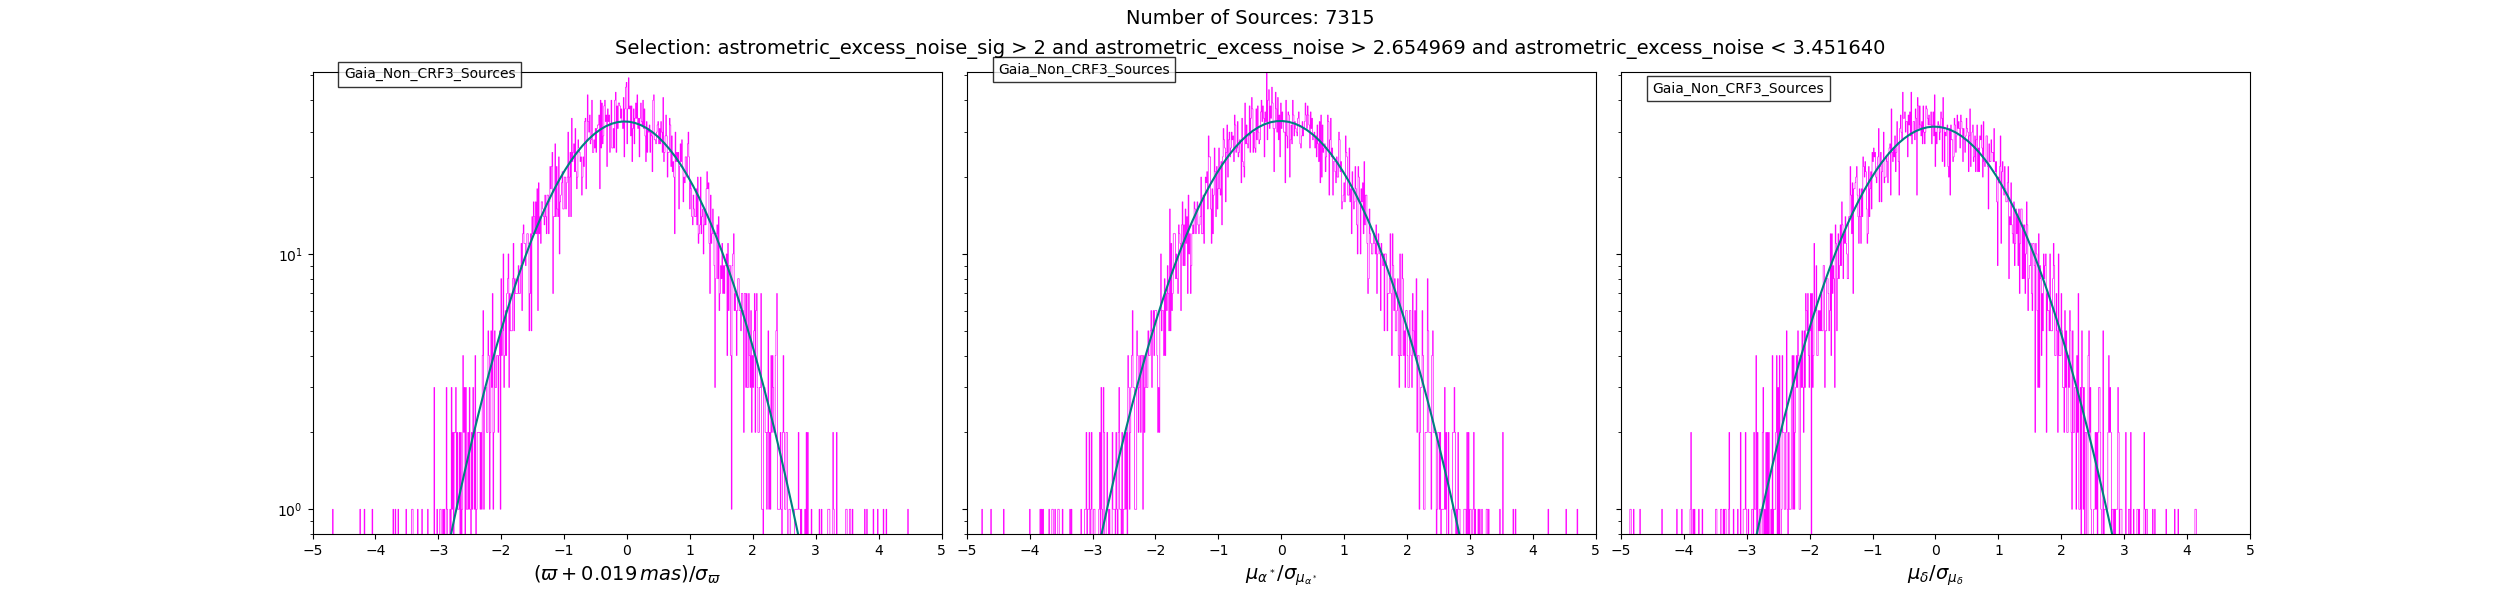 Number of Sources: 7315
Selection: astrometric_excess_noise_sig > 2 and astrometric_excess_noise > 2.654969 and astrometric_excess_noise < 3.451640
Gaia_Non_CRF3_Sources
Gaia_Non_CRF3_Sources
Gaia_Non_CRF3_Sources
10¹
10⁰
−5 −4 −3 −2 −1 0 1 2 3 4 5
−5 −4 −3 −2 −1 0 1 2 3 4 5
−5 −4 −3 −2 −1 0 1 2 3 4 5
(ϖ + 0.019 mas)/σ_ϖ
μ_α*/σ_μ_α*
μ_δ/σ_μ_δ